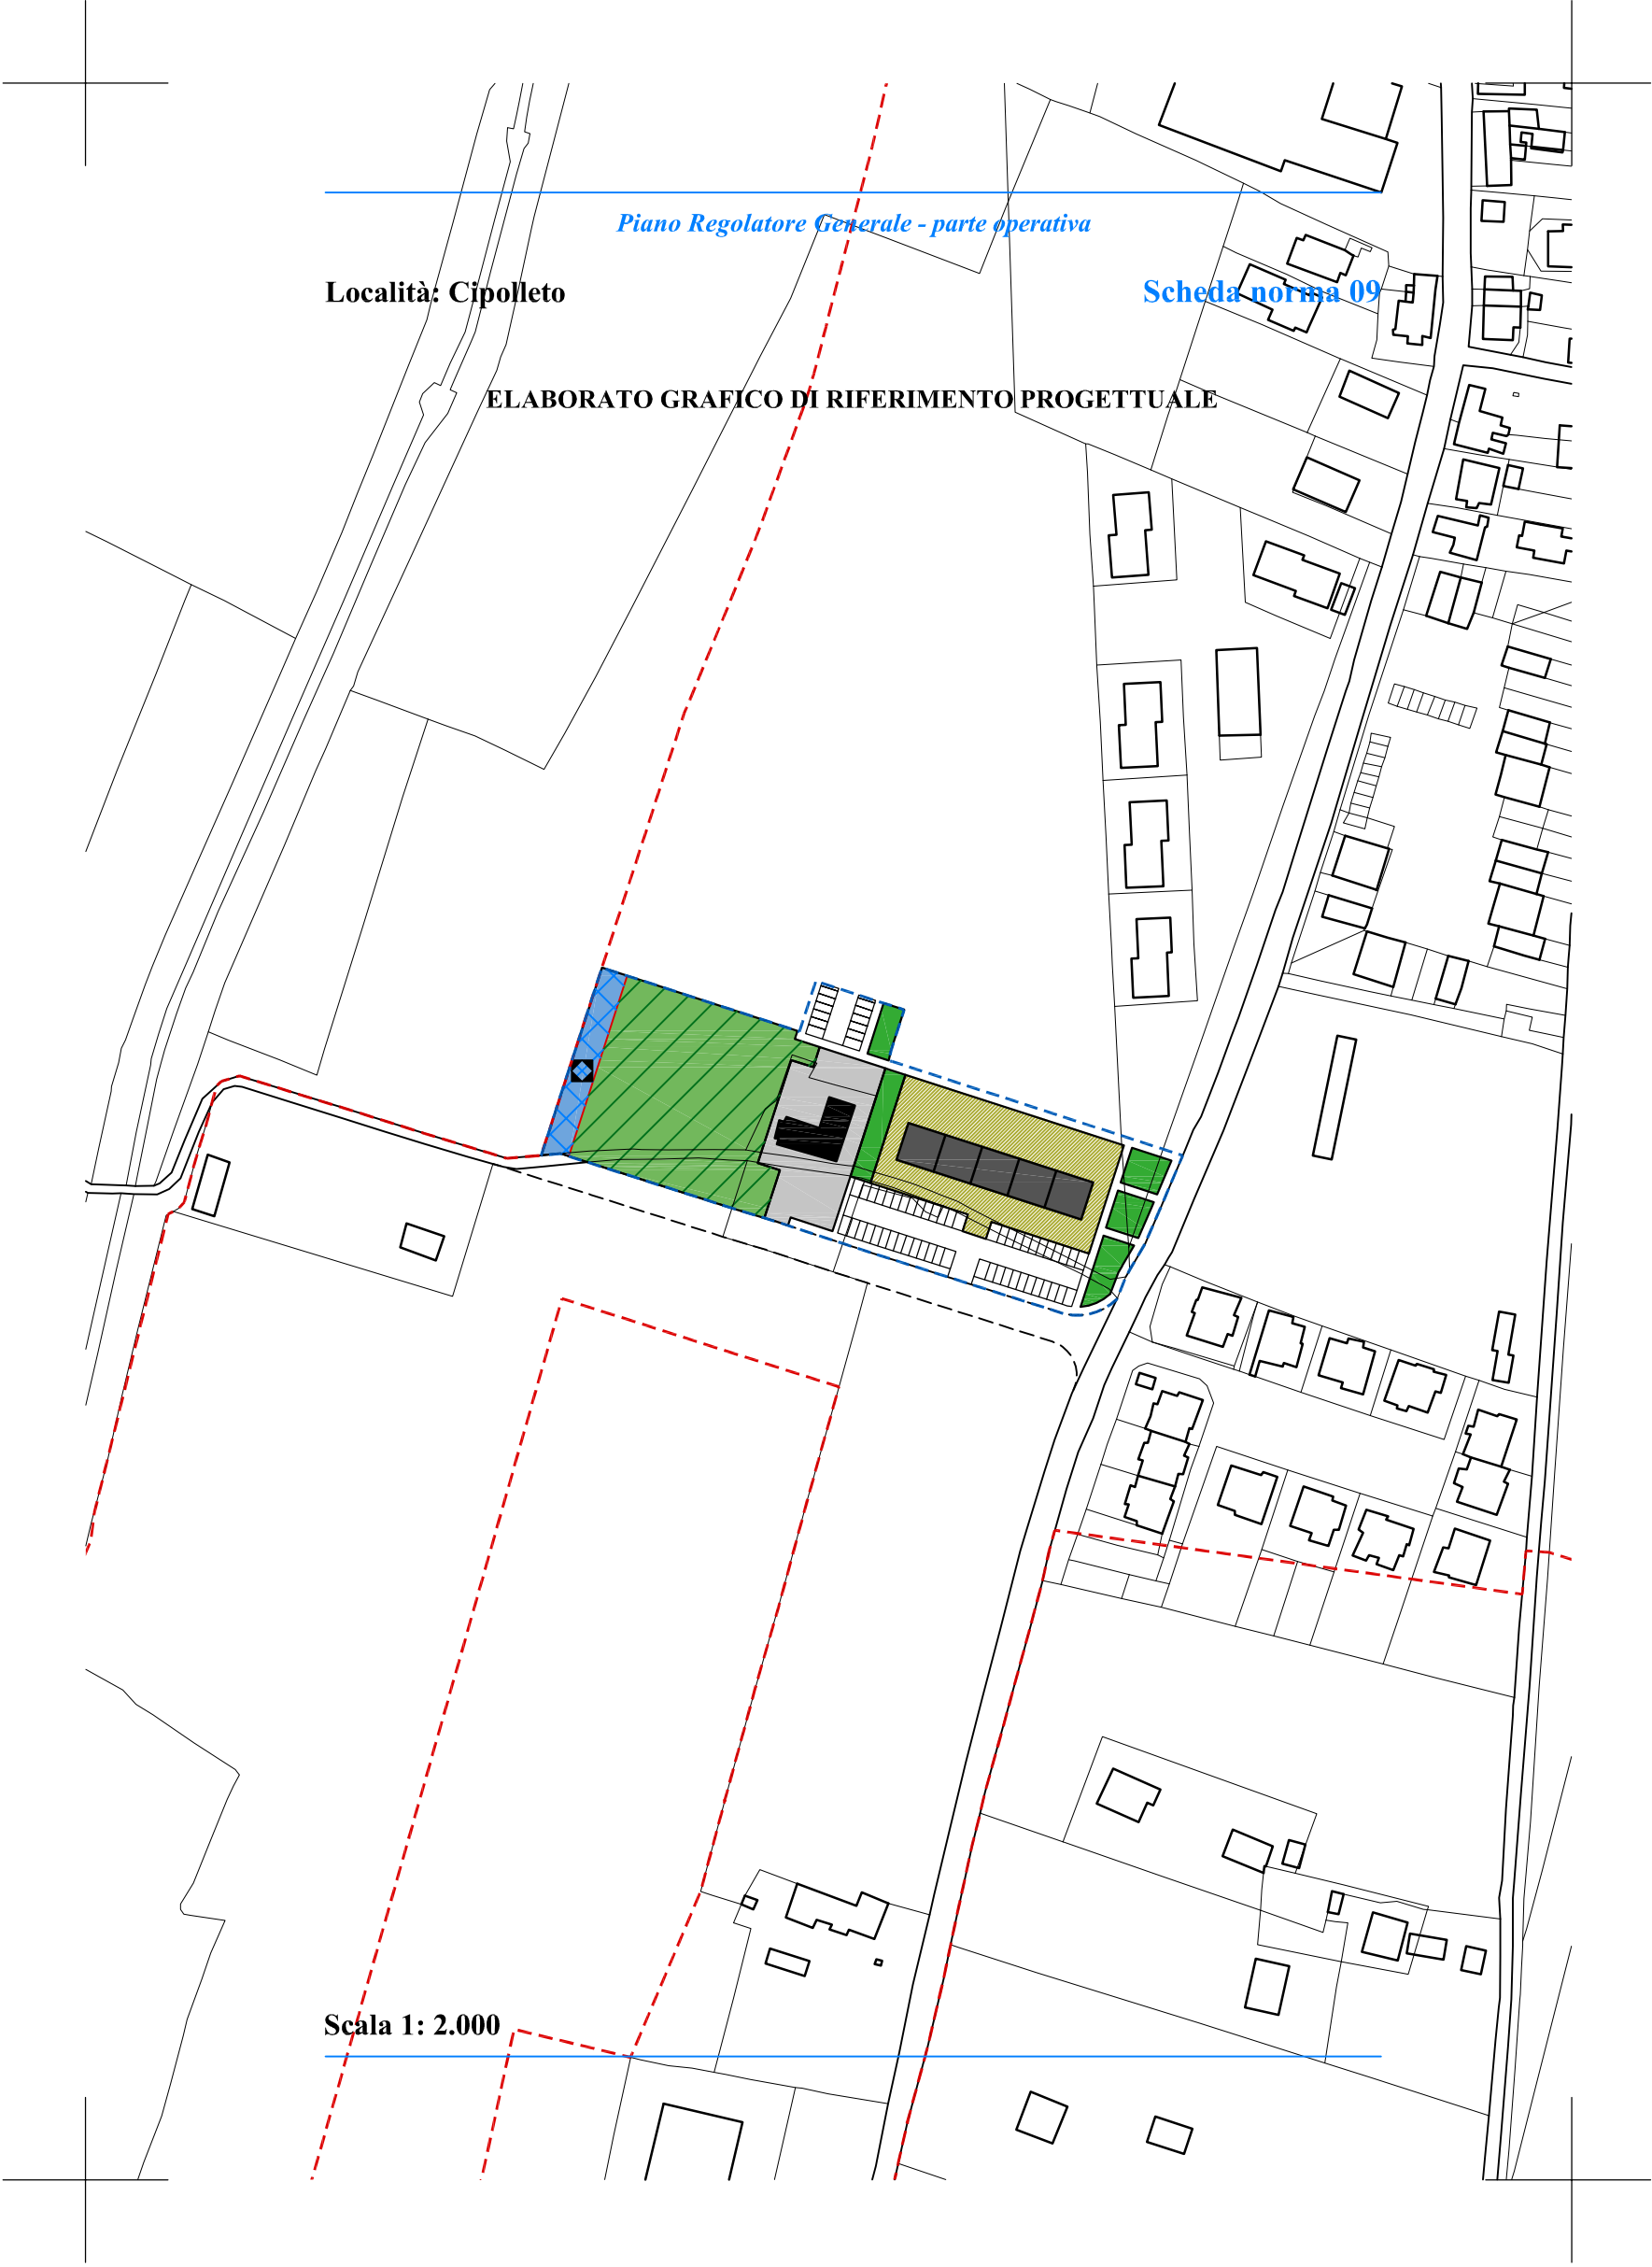 Piano Regolatore Generale - parte operativa
Località: Cipolleto
Scheda norma 09
ELABORATO GRAFICO DI RIFERIMENTO PROGETTUALE
Scala 1: 2.000